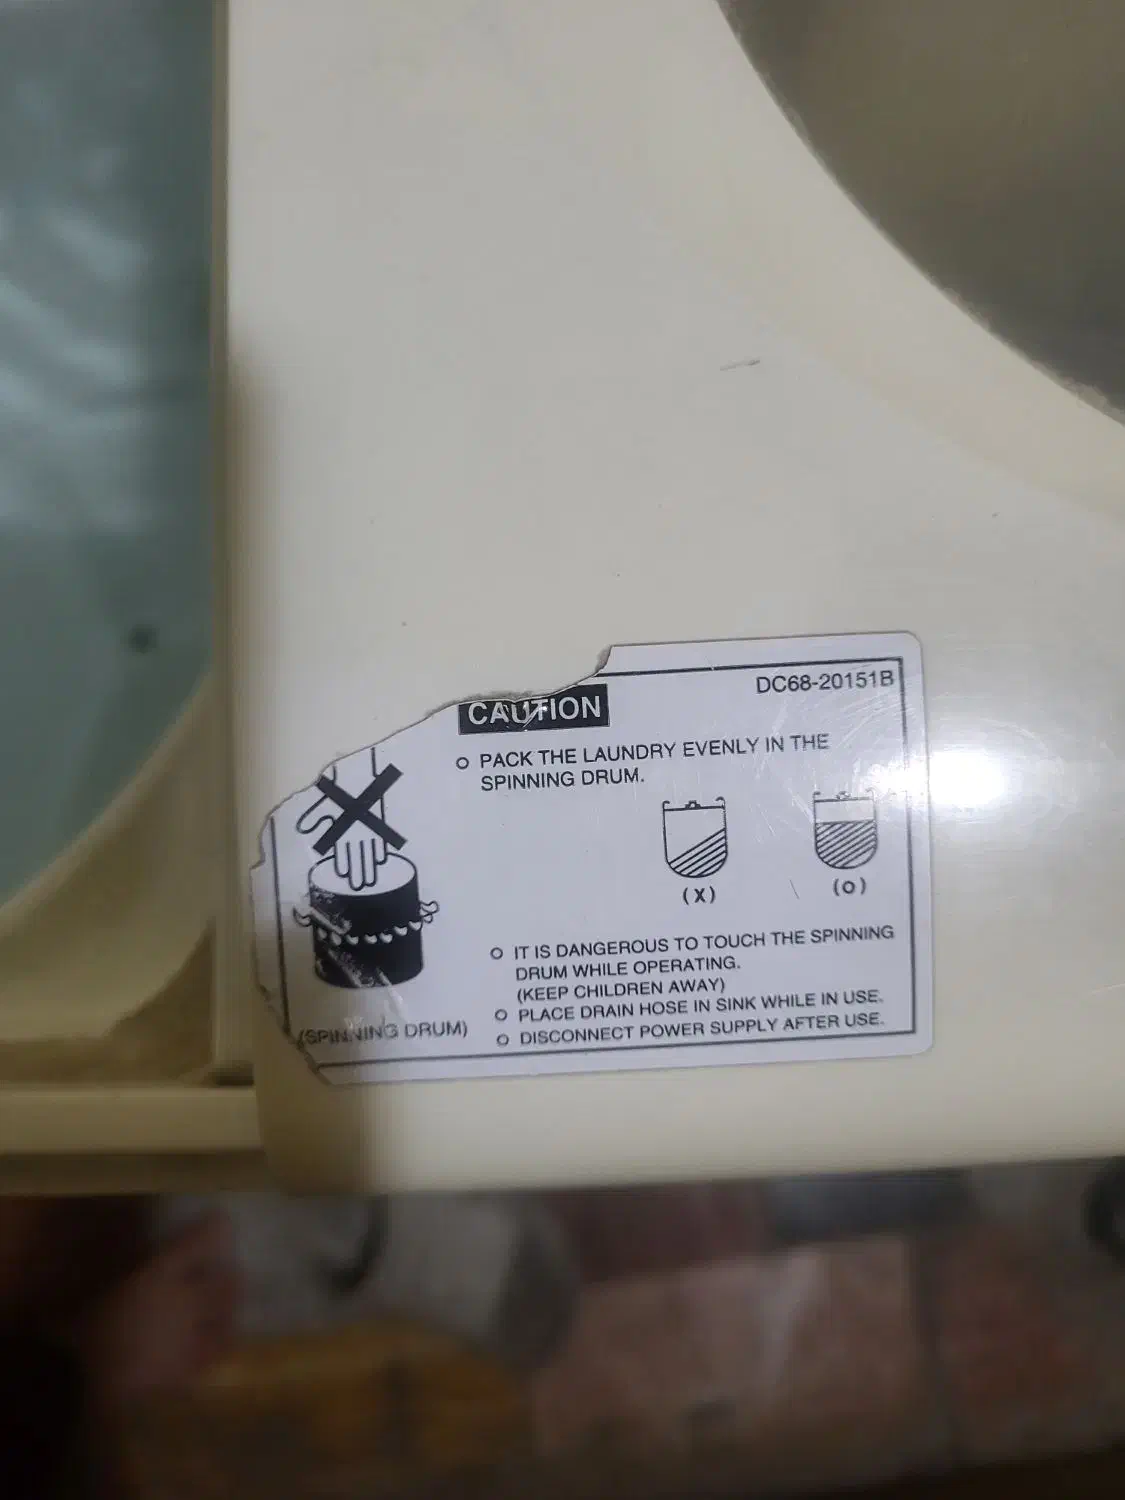 DC68-20151B
CAUTION
o PACK THE LAUNDRY EVENLY IN THE
SPINNING DRUM.
(X)
(O)
o IT IS DANGEROUS TO TOUCH THE SPINNING
DRUM WHILE OPERATING.
(KEEP CHILDREN AWAY)
o PLACE DRAIN HOSE IN SINK WHILE IN USE.
o DISCONNECT POWER SUPPLY AFTER USE.
(SPINNING DRUM)